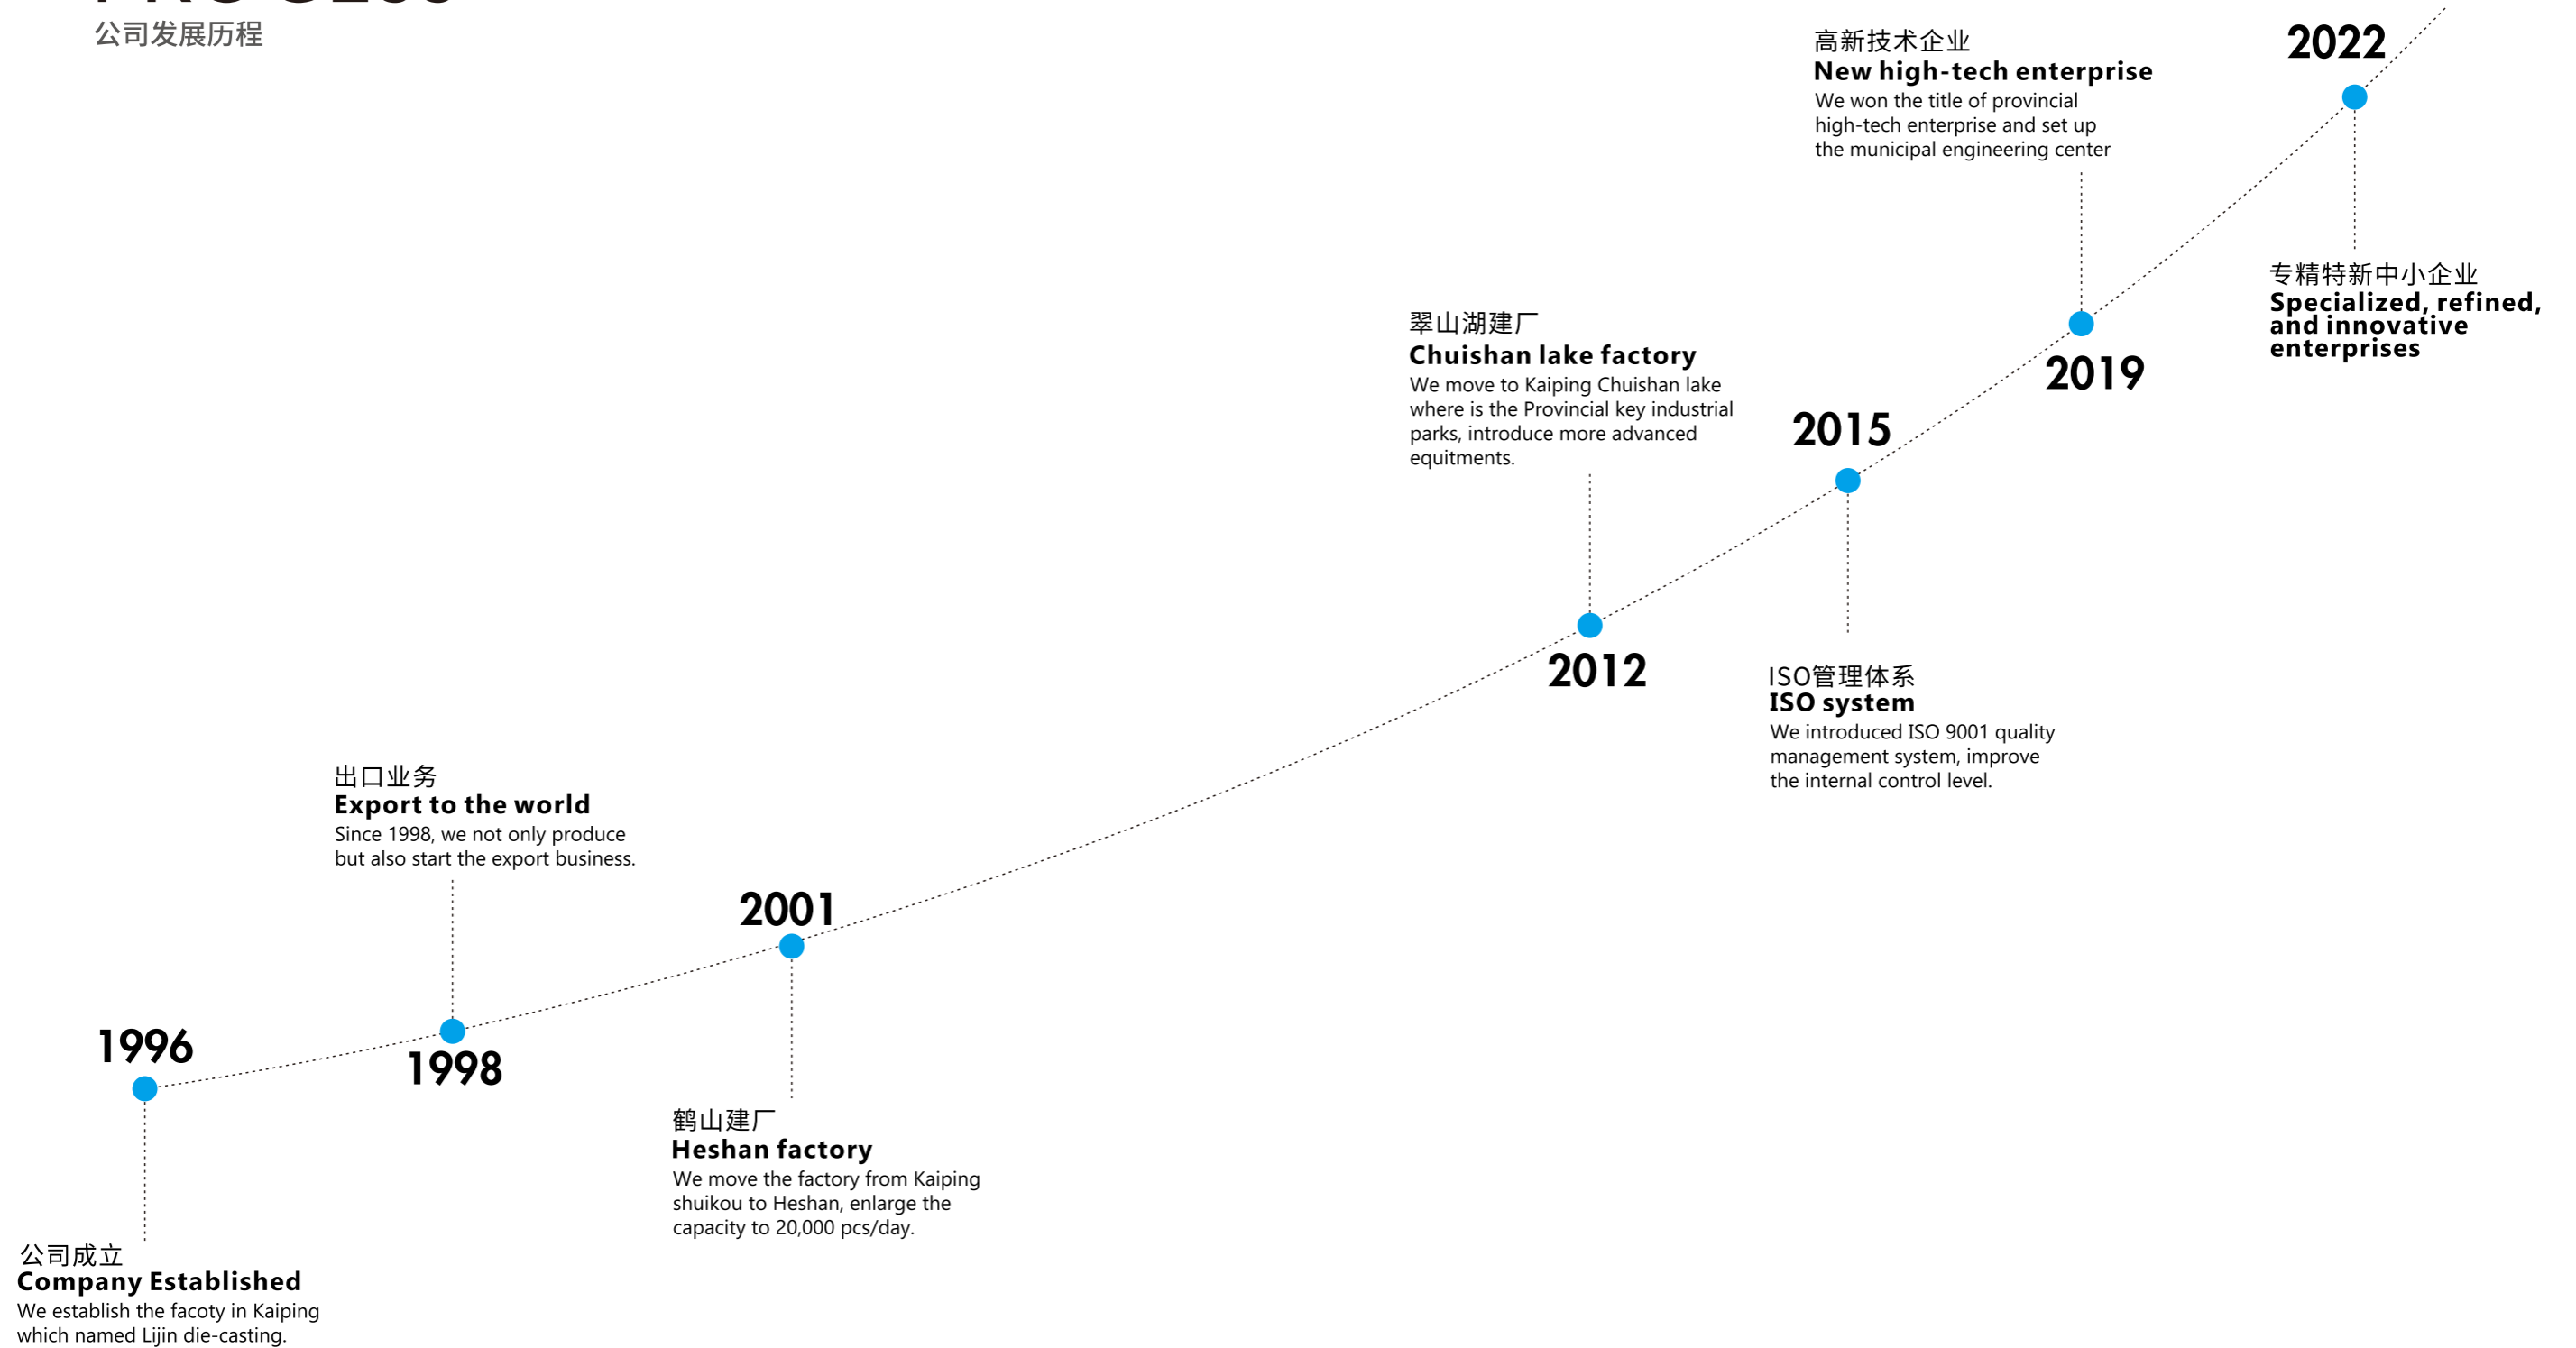 公司发展历程
1996
公司成立
Company Established
We establish the facoty in Kaiping
which named Lijin die-casting.
出口业务
Export to the world
Since 1998, we not only produce
but also start the export business.
1998
2001
鹤山建厂
Heshan factory
We move the factory from Kaiping
shuikou to Heshan, enlarge the
capacity to 20,000 pcs/day.
翠山湖建厂
Chuishan lake factory
We move to Kaiping Chuishan lake
where is the Provincial key industrial
parks, introduce more advanced
equitments.
2012
2015
ISO管理体系
ISO system
We introduced ISO 9001 quality
management system, improve
the internal control level.
高新技术企业
New high-tech enterprise
We won the title of provincial
high-tech enterprise and set up
the municipal engineering center
2019
2022
专精特新中小企业
Specialized, refined,
and innovative
enterprises